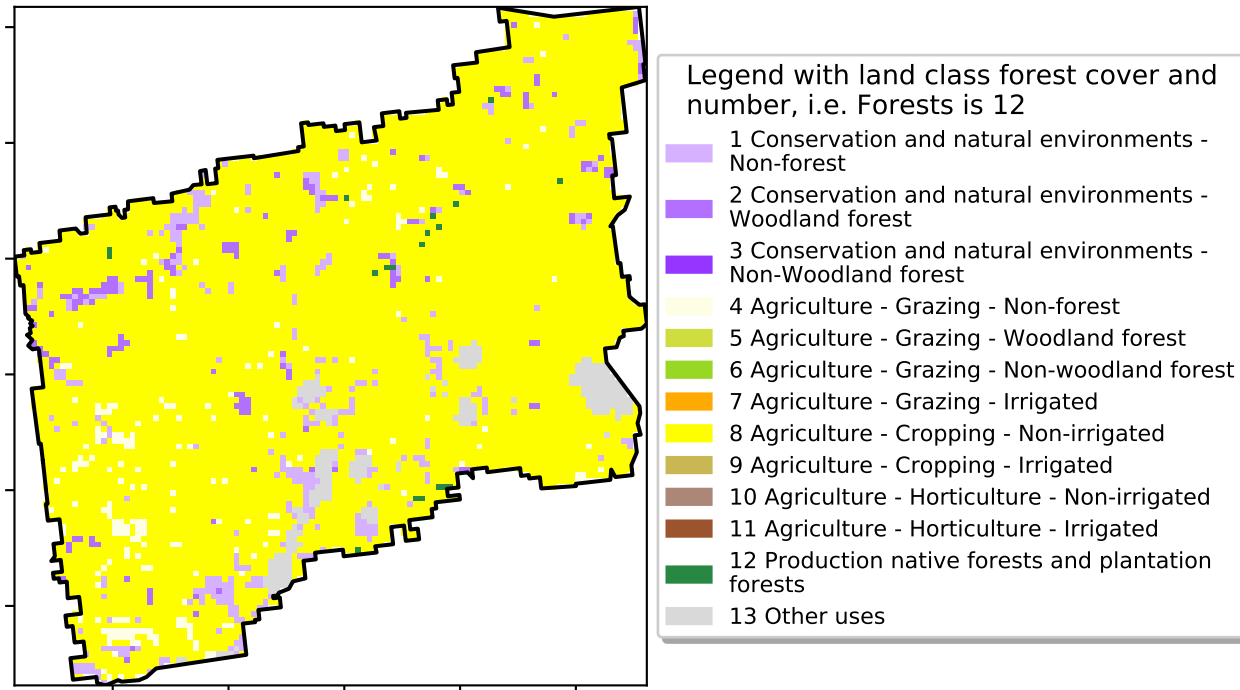 Legend with land class forest cover and
number, i.e. Forests is 12
1 Conservation and natural environments -
Non-forest
2 Conservation and natural environments -
Woodland forest
3 Conservation and natural environments -
Non-Woodland forest
4 Agriculture - Grazing - Non-forest
5 Agriculture - Grazing - Woodland forest
6 Agriculture - Grazing - Non-woodland forest
7 Agriculture - Grazing - Irrigated
8 Agriculture - Cropping - Non-irrigated
9 Agriculture - Cropping - Irrigated
10 Agriculture - Horticulture - Non-irrigated
11 Agriculture - Horticulture - Irrigated
12 Production native forests and plantation
forests
13 Other uses